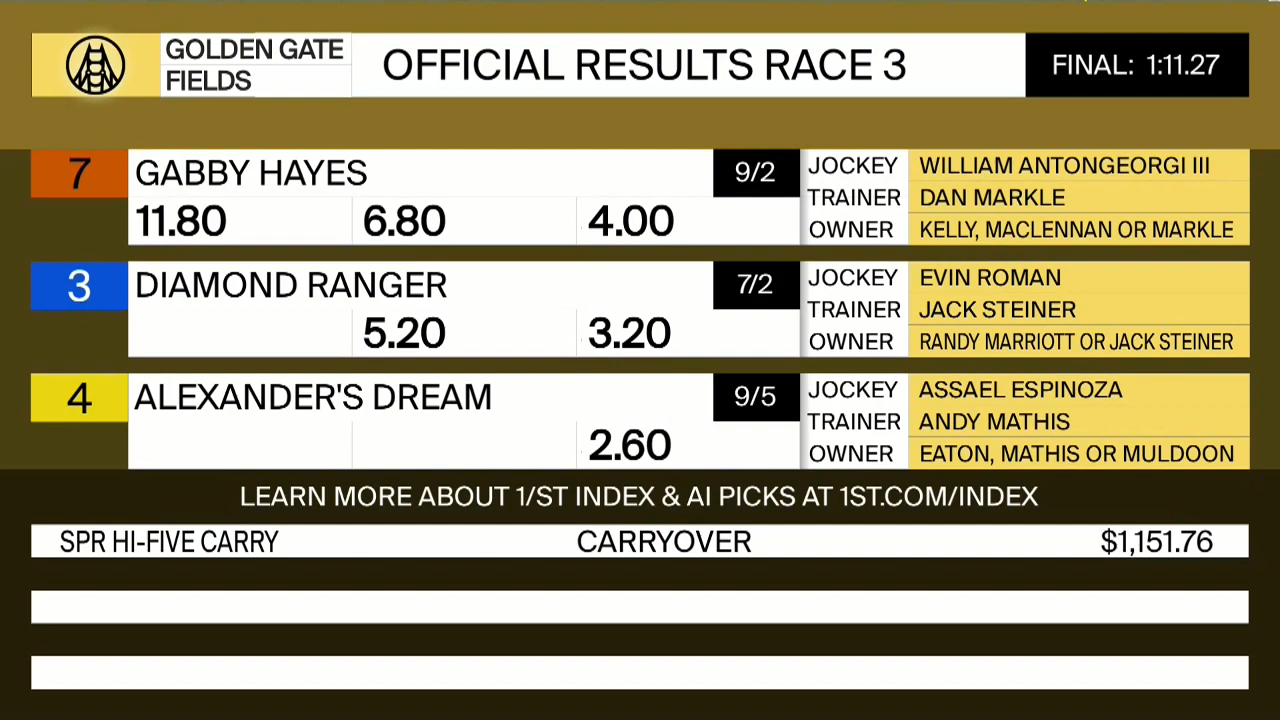 GOLDEN GATE
FIELDS
OFFICIAL RESULTS RACE 3
FINAL: 1:11.27
7 GABBY HAYES 9/2
11.80 6.80 4.00
JOCKEY WILLIAM ANTONGEORGI III
TRAINER DAN MARKLE
OWNER KELLY, MACLENNAN OR MARKLE
3 DIAMOND RANGER 7/2
5.20 3.20
JOCKEY EVIN ROMAN
TRAINER JACK STEINER
OWNER RANDY MARRIOTT OR JACK STEINER
4 ALEXANDER'S DREAM 9/5
2.60
JOCKEY ASSAEL ESPINOZA
TRAINER ANDY MATHIS
OWNER EATON, MATHIS OR MULDOON
LEARN MORE ABOUT 1/ST INDEX & AI PICKS AT 1ST.COM/INDEX
SPR HI-FIVE CARRY CARRYOVER $1,151.76